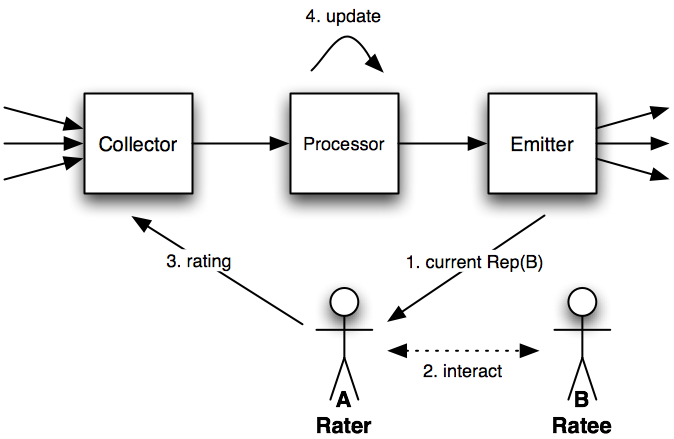 4. update
Collector
Processor
Emitter
3. rating
1. current Rep(B)
2. interact
A
Rater
B
Ratee